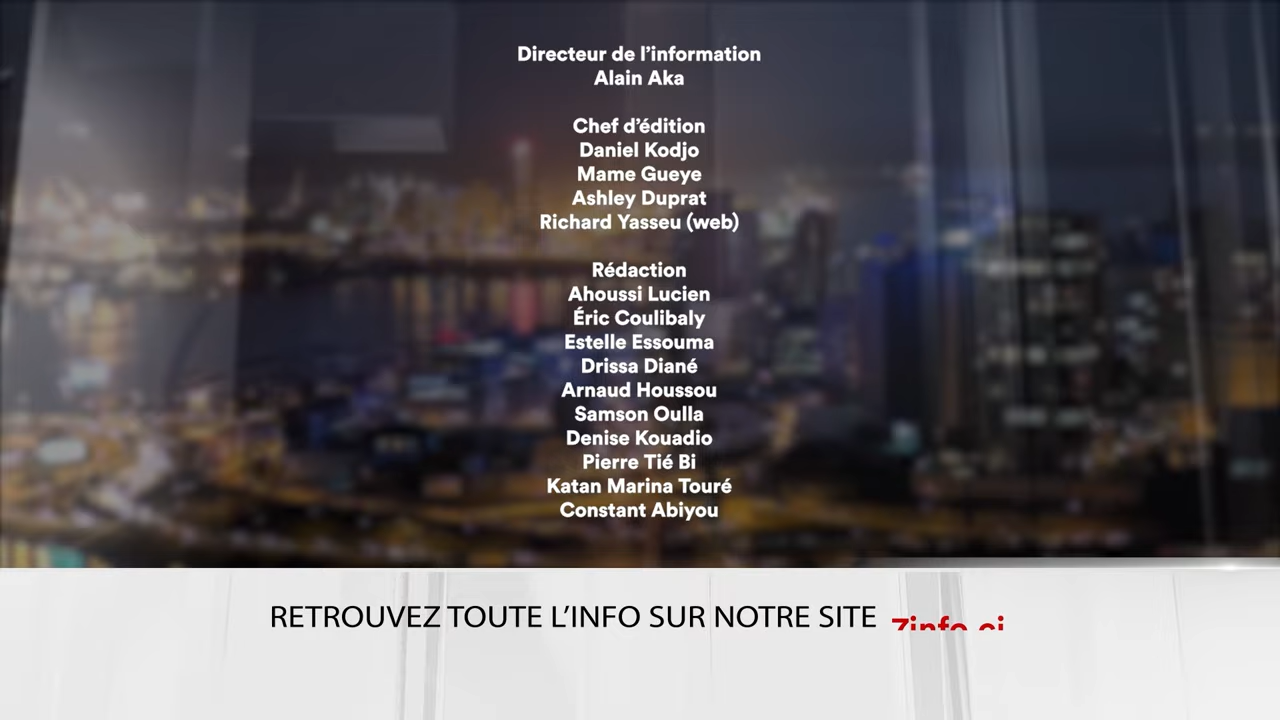 Directeur de l’information
Alain Aka
Chef d’édition
Daniel Kodjo
Mame Gueye
Ashley Duprat
Richard Yasseu (web)
Rédaction
Ahoussi Lucien
Éric Coulibaly
Estelle Essouma
Drissa Diané
Arnaud Houssou
Samson Oulla
Denise Kouadio
Pierre Tié Bi
Katan Marina Touré
Constant Abiyou
RETROUVEZ TOUTE L’INFO SUR NOTRE SITE